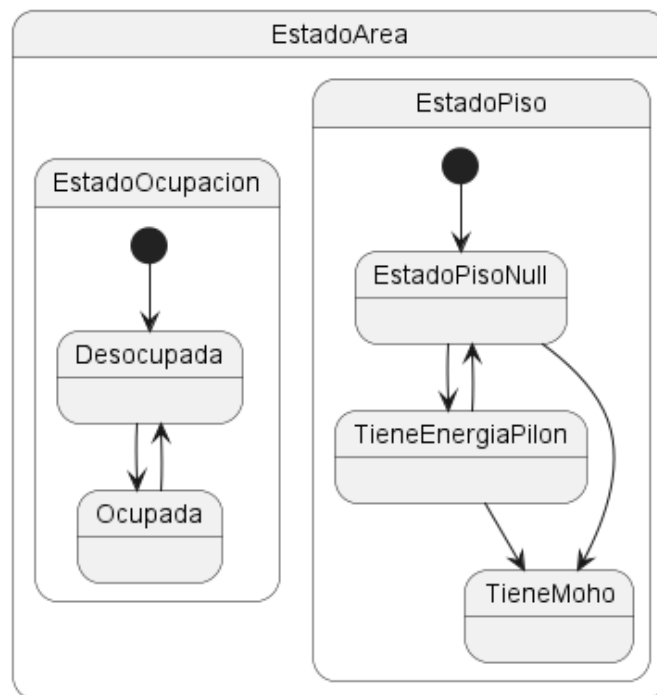 EstadoArea
EstadoPiso
EstadoOcupacion
EstadoPisoNull
Desocupada
TieneEnergiaPilon
Ocupada
TieneMoho